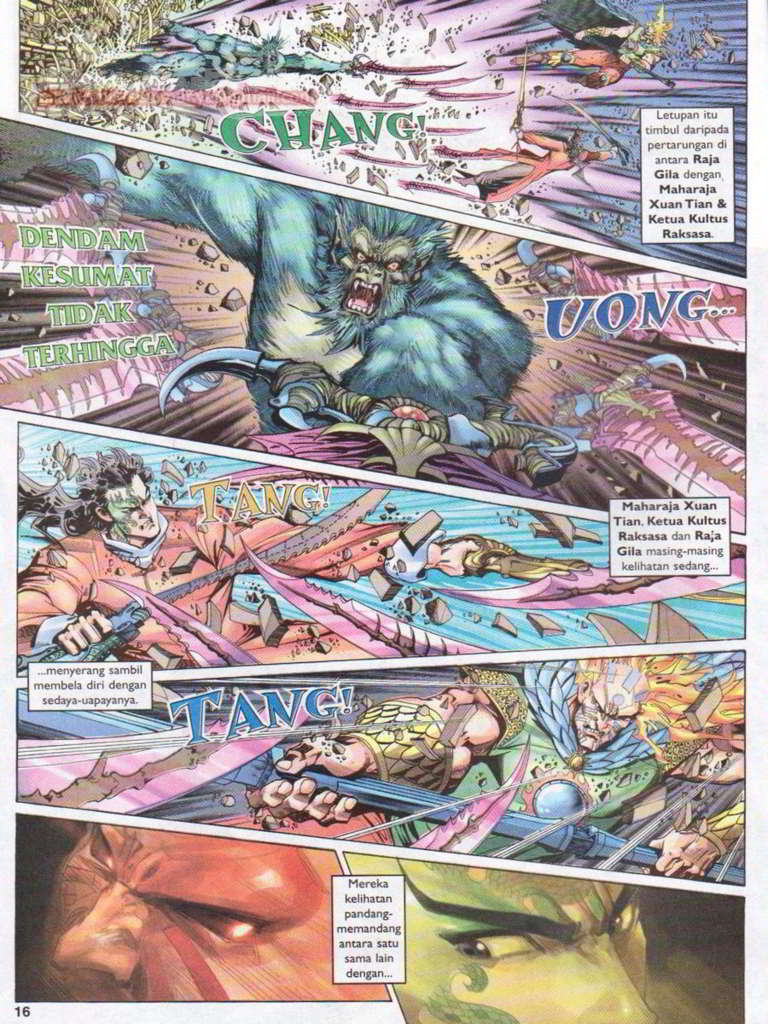 CHANG!
Letupan itu
timbul daripada
pertarungan di
antara Raja
Gila dengan
Maharaja
Xuan Tian &
Ketua Kultus
Raksasa.
DENDAM
KESUMAT
TIDAK
TERHINGGA
UONG...
TANG!
Maharaja Xuan
Tian, Ketua Kultus
Raksasa dan Raja
Gila masing-masing
kelihatan sedang...
...menyerang sambil
membela diri dengan
sedaya-upayanya.
TANG!
Mereka
kelihatan
pandang-
memandang
antara satu
sama lain
dengan...
16